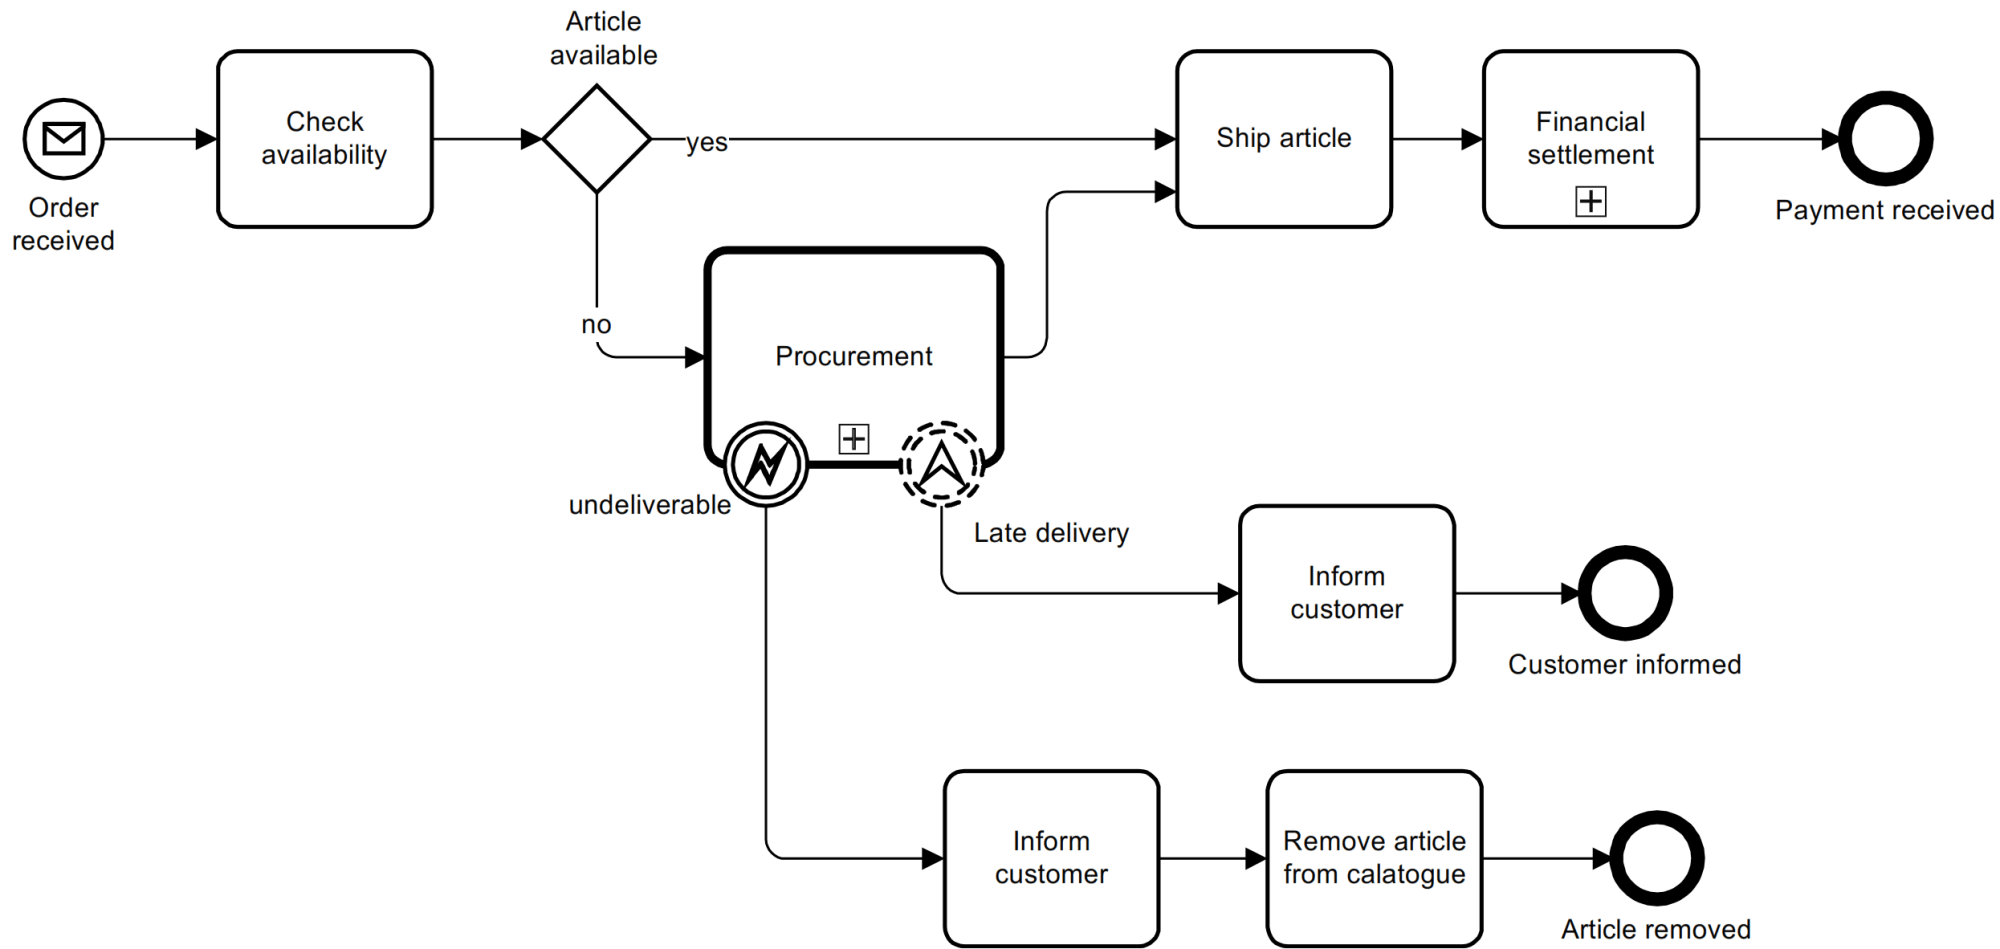 Article
available
Check
availability
yes
Ship article
Financial
settlement
Order
received
Payment received
no
Procurement
undeliverable
Late delivery
Inform
customer
Customer informed
Inform
customer
Remove article
from calatogue
Article removed